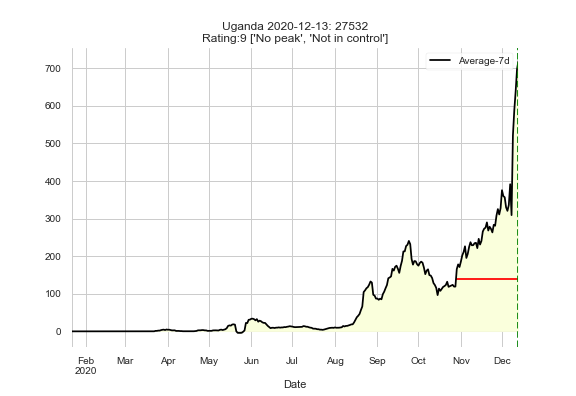 Uganda 2020-12-13: 27532
Rating:9 ['No peak', 'Not in control']
Average-7d
700
600
500
400
300
200
100
0
Feb Mar Apr May Jun Jul Aug Sep Oct Nov Dec
2020
Date